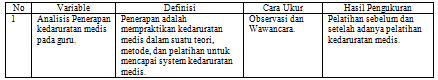 No Variable Definisi Cara Ukur Hasil Pengukuran
1 Analisis Penerapan kedaruratan medis pada guru.
Penerapan adalah mempraktikan kedaruratan medis dalam suatu teori, metode, dan pelatihan untuk mencapai system kedaruratan medis.
Observasi dan Wawancara.
Pelatihan sebelum dan setelah adanya pelatihan kedaruratan medis.